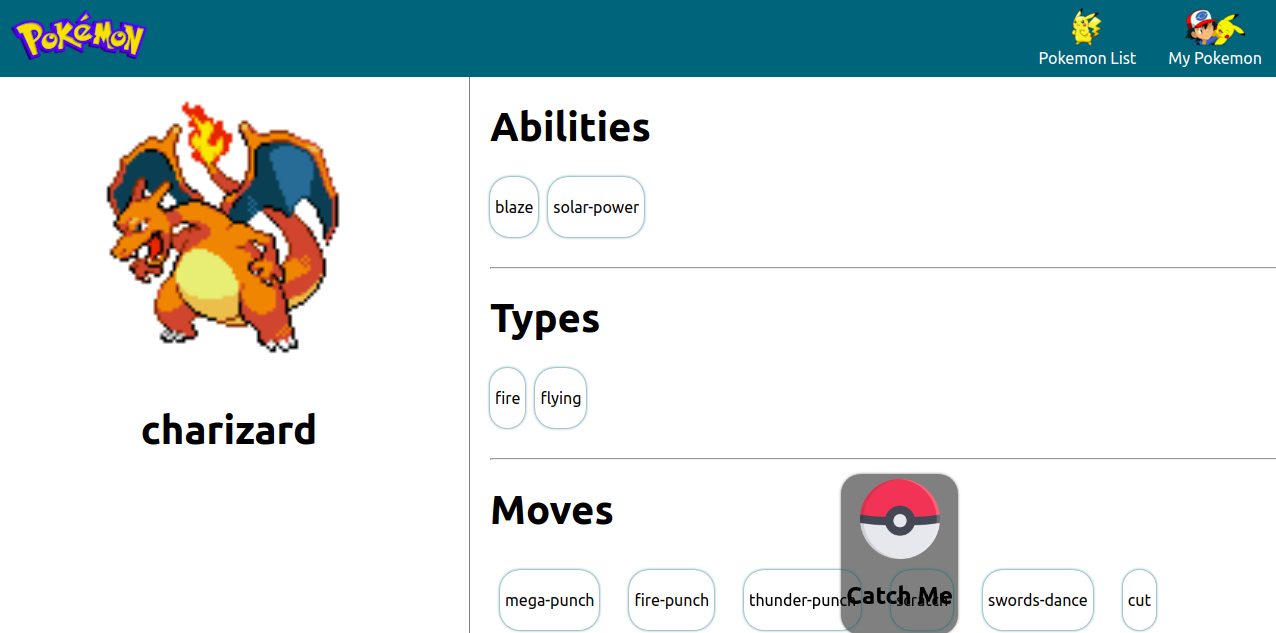 POKéMON
Pokemon List
My Pokemon
charizard
Abilities
blaze
solar-power
Types
fire
flying
Moves
mega-punch
fire-punch
thunder-punch
scratch
swords-dance
cut
Catch Me